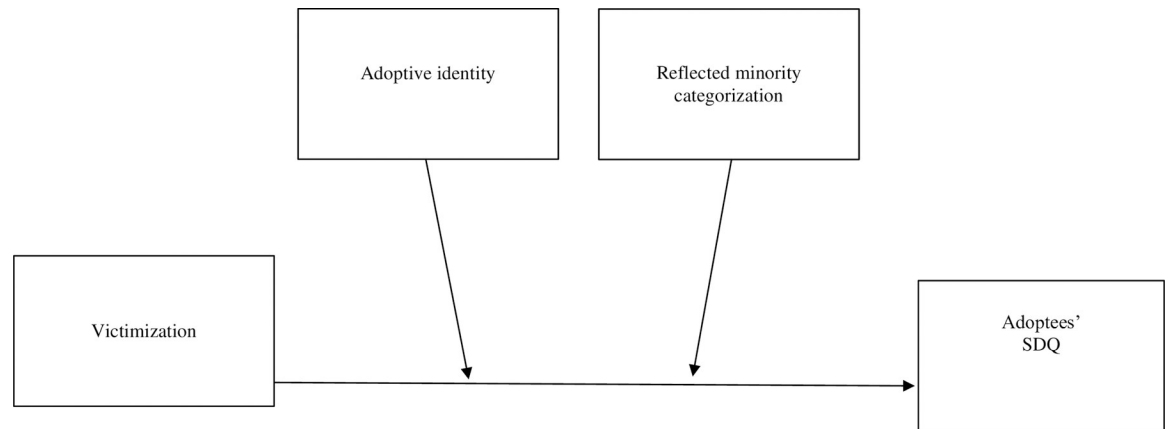 Adoptive identity
Reflected minority
categorization
Victimization
Adoptees’
SDQ